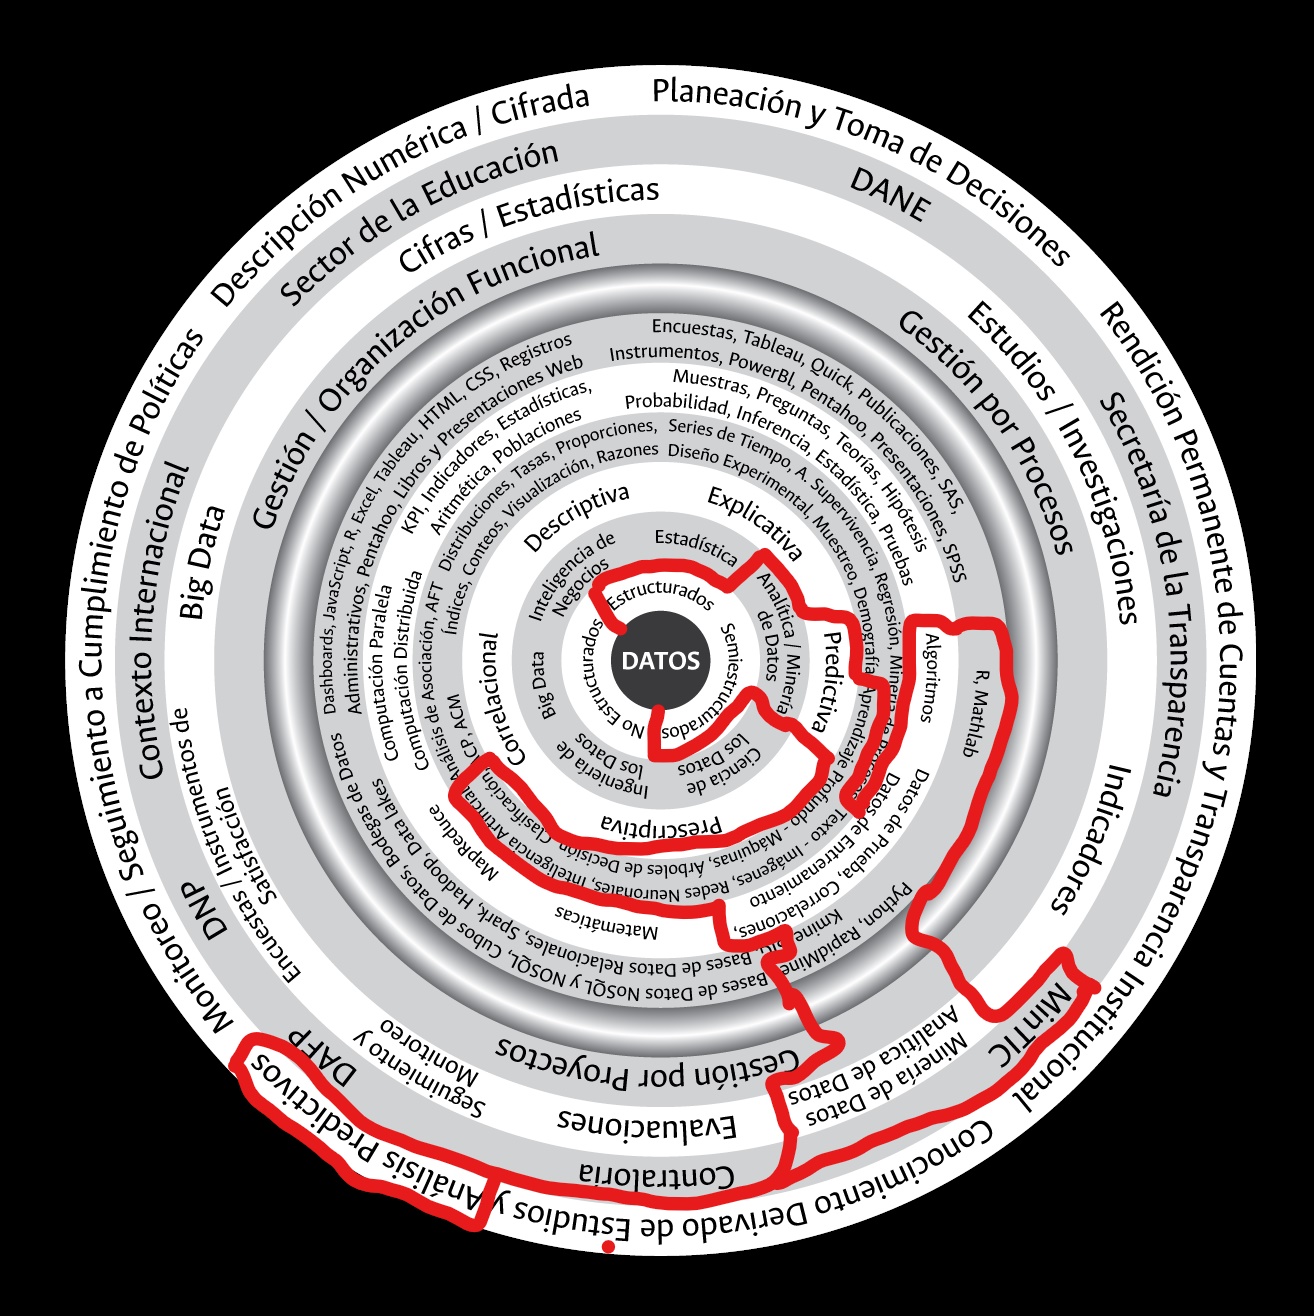 Planeación y Toma de Decisiones
Rendición Permanente de Cuentas y Transparencia Institucional
Conocimiento Derivado de Estudios y Análisis Predictivos
Monitoreo / Seguimiento a Cumplimiento de Políticas
Descripción Numérica / Cifrada
DANE
Secretaría de la Transparencia
MinTIC
Contraloría
DAFP
DNP
Contexto Internacional
Sector de la Educación
Cifras / Estadísticas
Estudios / Investigaciones
Indicadores
Minería de Datos
Analítica de Datos
Evaluaciones
Seguimiento y
Monitoreo
Encuestas / Instrumentos de
Satisfacción
Big Data
Gestión / Organización Funcional
Gestión por Procesos
Gestión por Proyectos
Encuestas, Tableau, Quick, Publicaciones, SAS,
Instrumentos, PowerBl, Pentahoo, Presentaciones, SPSS
R, Mathlab
Python, RapidMiner,
Kmine,
Bases de Datos NoSQL y NOSQL, Cubos de Datos, Bodegas de Datos
Bases de Datos Relacionales, Spark, Hadoop, Data lakes
Dashboards, JavaScript, R, Excel, Tableau, HTML, CSS, Registros
Administrativos, Pentahoo, Libros y Presentaciones Web
Muestras, Preguntas, Teorías, Hipótesis
Probabilidad, Inferencia, Estadística, Pruebas
Algoritmos
Datos de Prueba, Correlaciones,
Datos de Entrenamiento
Matemáticas
MapReduce
Computación Paralela
Computación Distribuida
KPI, Indicadores, Estadísticas,
Aritmética, Poblaciones
Series de Tiempo, A. Supervivencia, Regresión, Minería de Procesos
Diseño Experimental, Muestreo, Demografía
Aprendizaje Profundo - Máquinas, Árboles de Decisión, Clasificación,
Texto - Imágenes, Redes Neuronales, Inteligencia Artificial
Análisis de Asociación, AFT
CP, ACM
Distribuciones, Tasas, Proporciones,
Índices, Conteos, Visualización, Razones
Descriptiva
Explicativa
Predictiva
Prescriptiva
Correlacional
Inteligencia de
Negocios
Estadística
Analítica / Minería
de Datos
Ciencia de
los Datos
Ingeniería de
los Datos
Big Data
Estructurados
Semiestructurados
No Estructurados
DATOS